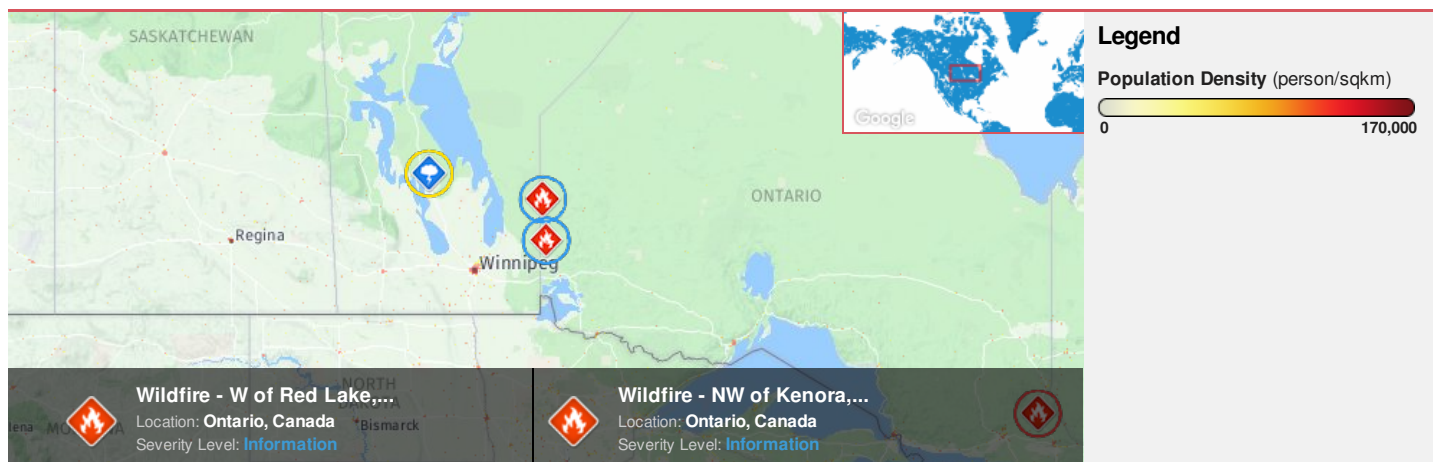 SASKATCHEWAN
ONTARIO
Regina
Winnipeg
Google
Legend
Population Density (person/sqkm)
0 170,000
NORTH
DAKOTA
Bismarck
Wildfire - W of Red Lake,...
Location: Ontario, Canada
Severity Level: Information
Wildfire - NW of Kenora,...
Location: Ontario, Canada
Severity Level: Information